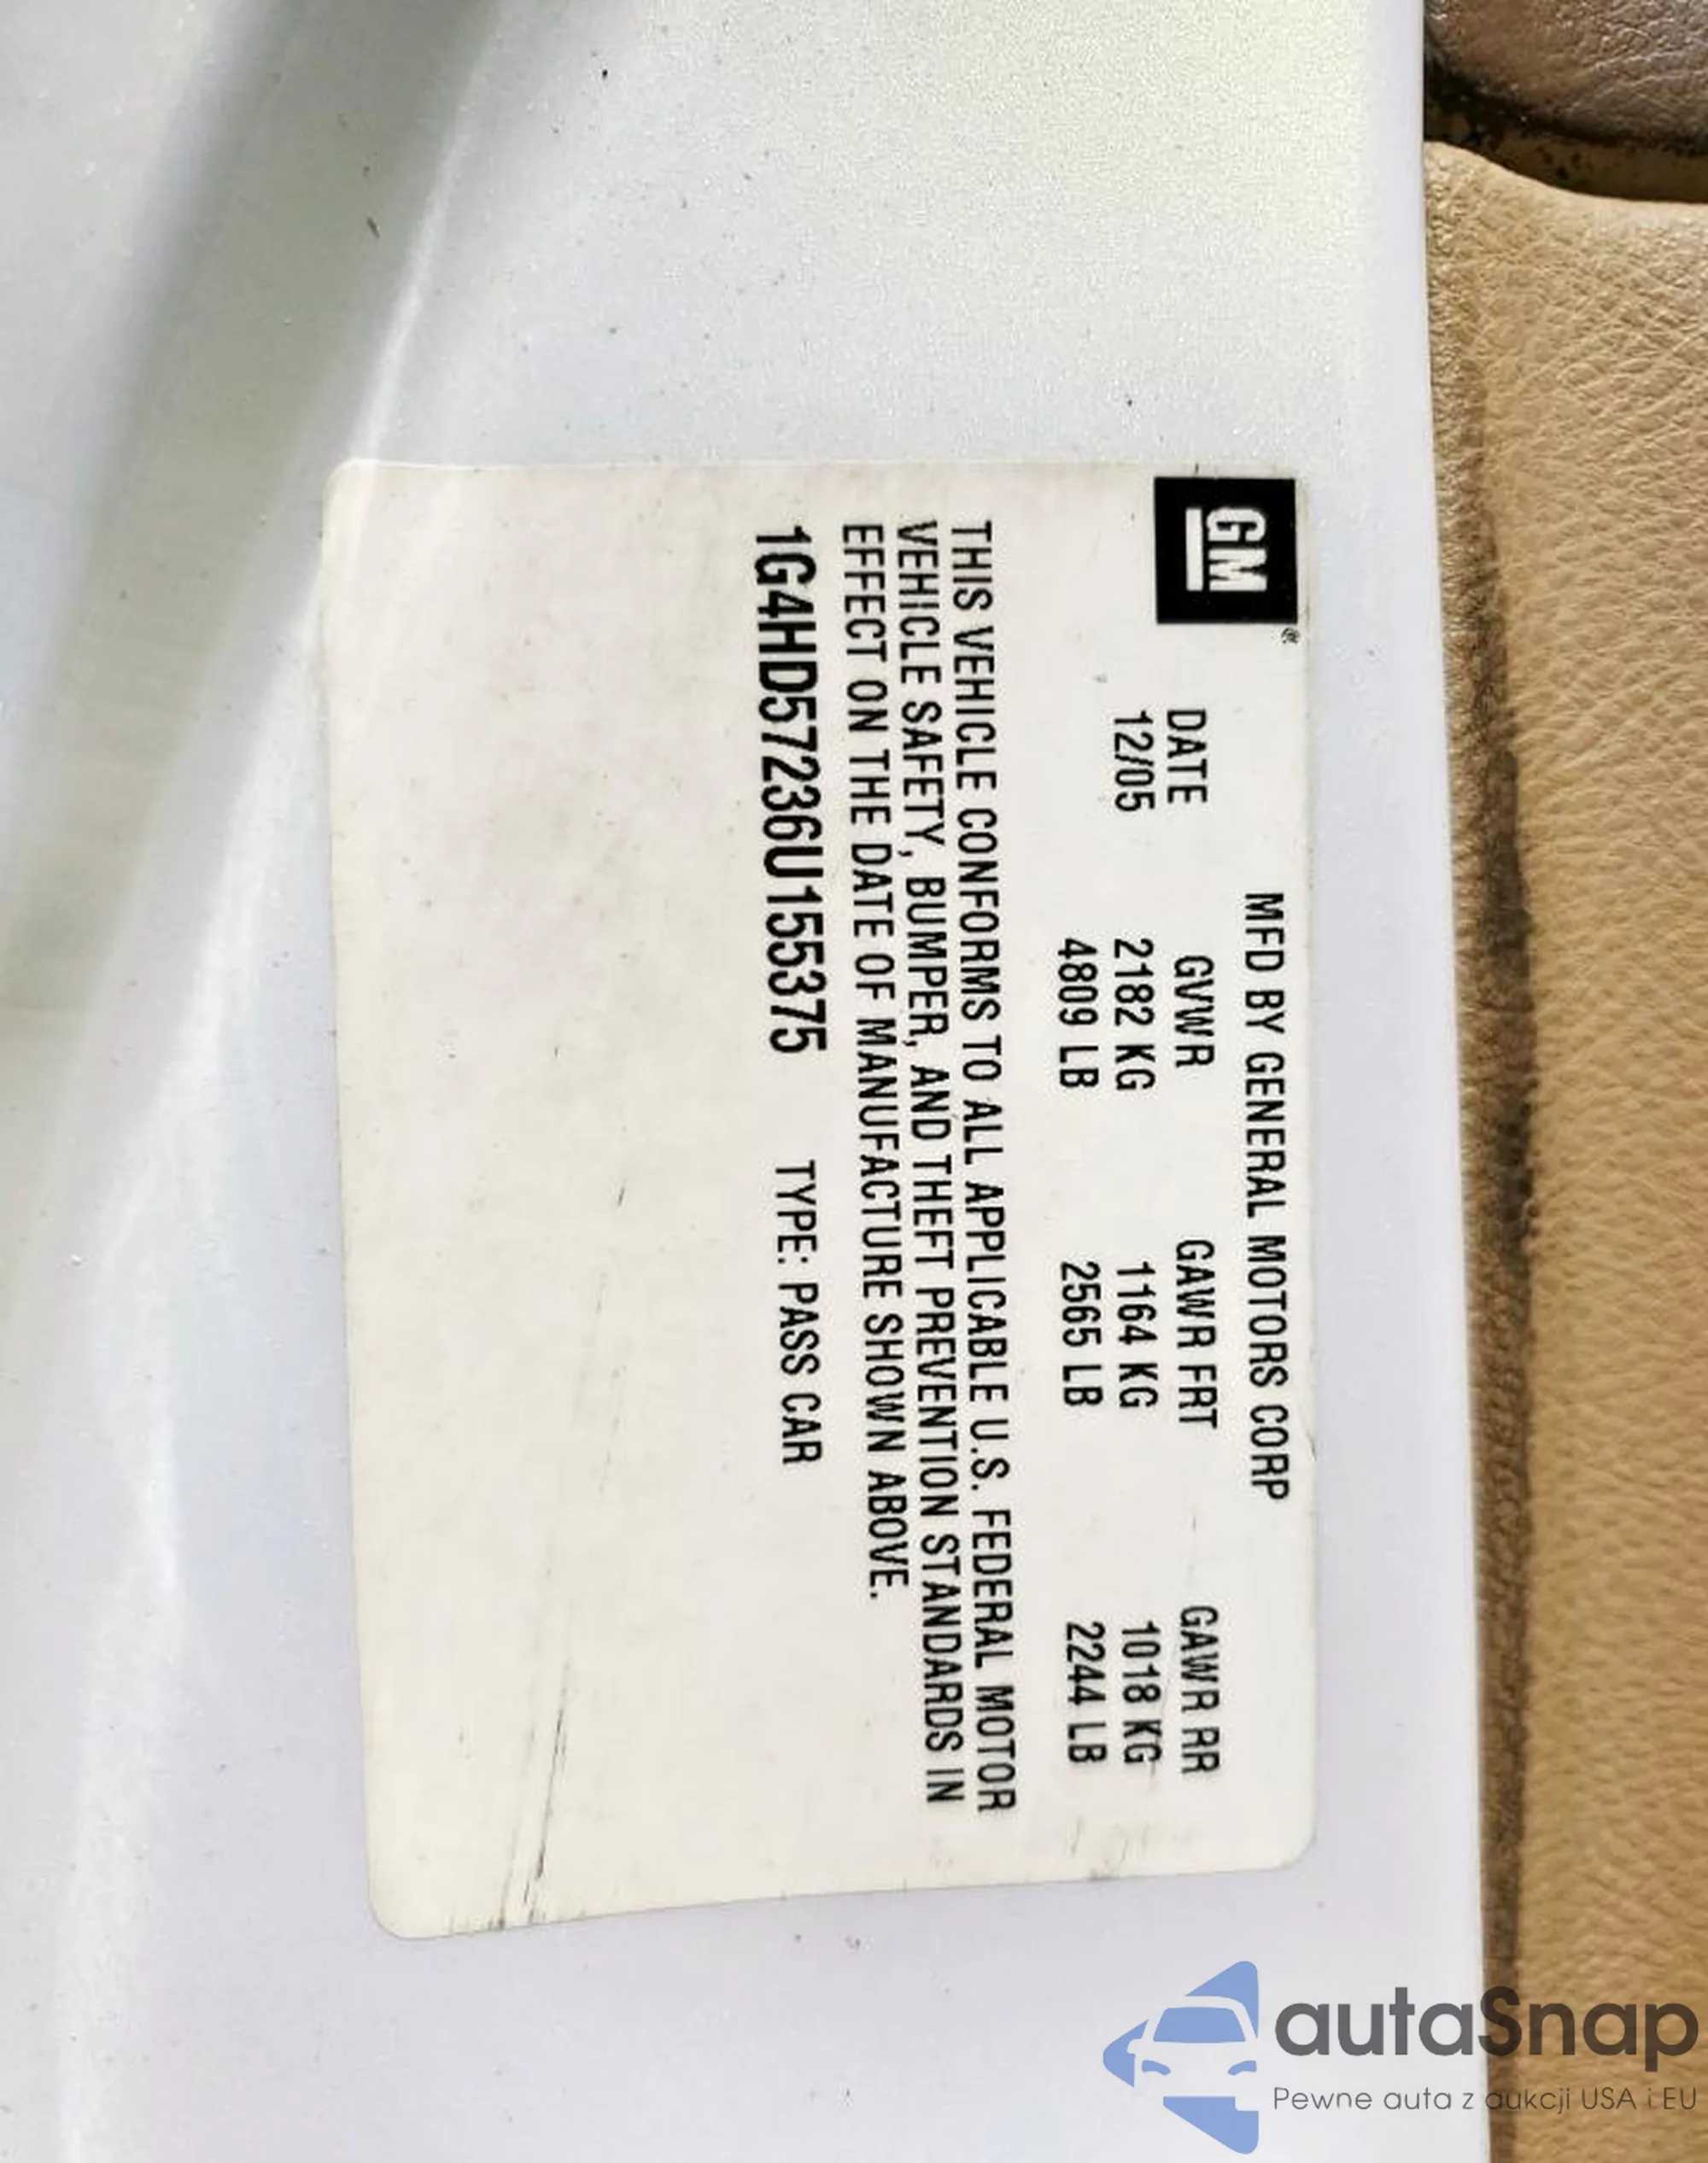 GM®
MFD BY GENERAL MOTORS CORP
DATE GVWR GAWR FRT GAWR RR
12/05 2182 KG 1164 KG 1018 KG
4809 LB 2565 LB 2244 LB
THIS VEHICLE CONFORMS TO ALL APPLICABLE U.S. FEDERAL MOTOR
VEHICLE SAFETY, BUMPER, AND THEFT PREVENTION STANDARDS IN
EFFECT ON THE DATE OF MANUFACTURE SHOWN ABOVE.
1G4HD57236U155375 TYPE: PASS CAR
autaSnap
Pewne auta z aukcji USA i EU